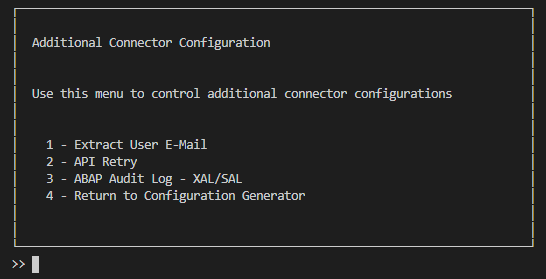 Additional Connector Configuration
Use this menu to control additional connector configurations
1 - Extract User E-Mail
2 - API Retry
3 - ABAP Audit Log - XAL/SAL
4 - Return to Configuration Generator
>>